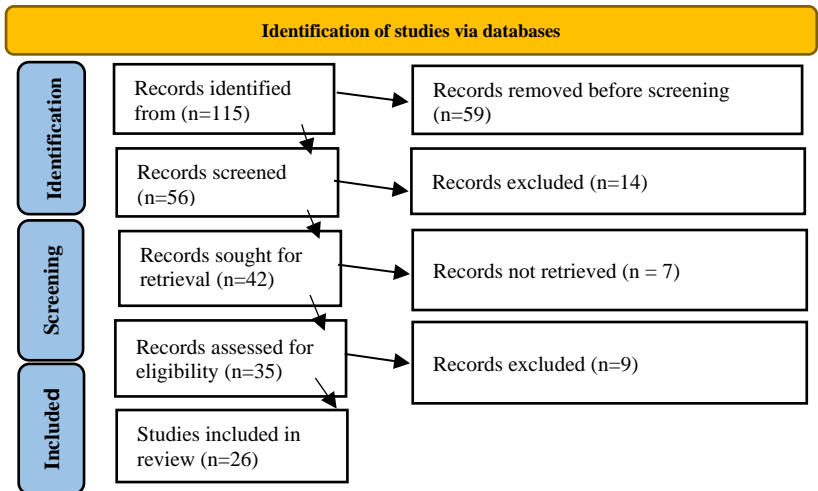 Identification of studies via databases
Identification
Records identified
from (n=115)
Records removed before screening
(n=59)
Records screened
(n=56)
Records excluded (n=14)
Screening
Records sought for
retrieval (n=42)
Records not retrieved (n = 7)
Records assessed for
eligibility (n=35)
Records excluded (n=9)
Included
Studies included in
review (n=26)